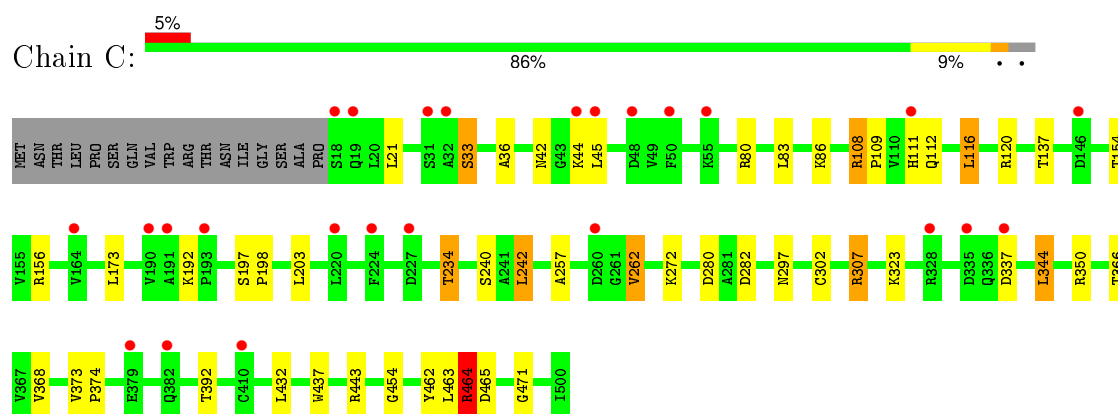 5%
Chain C:
86% 9% • •
MET ASN THR LEU PRO SER GLN VAL TRP ARG THR ASN ILE GLY SER ALA PRO S18 Q19 L20 L21 S31 A32 S33 A36 N42 G43 K44 L45 D48 V49 F50 K55 R80 L83 K86 R108 P109 V110 H111 Q112 L116 R120 T137 D146 T154
V155 R156 V164 L173 V190 A191 K192 P193 S197 P198 L203 L220 F224 D227 T234 S240 A241 L242 A257 D260 G261 V262 K272 D280 A281 D282 N297 C302 R307 K323 R328 D335 Q336 D337 L344 R350 T366
V367 V368 V373 P374 E379 Q382 T392 C410 L432 W437 R443 G454 Y462 L463 R464 D465 G471 I500